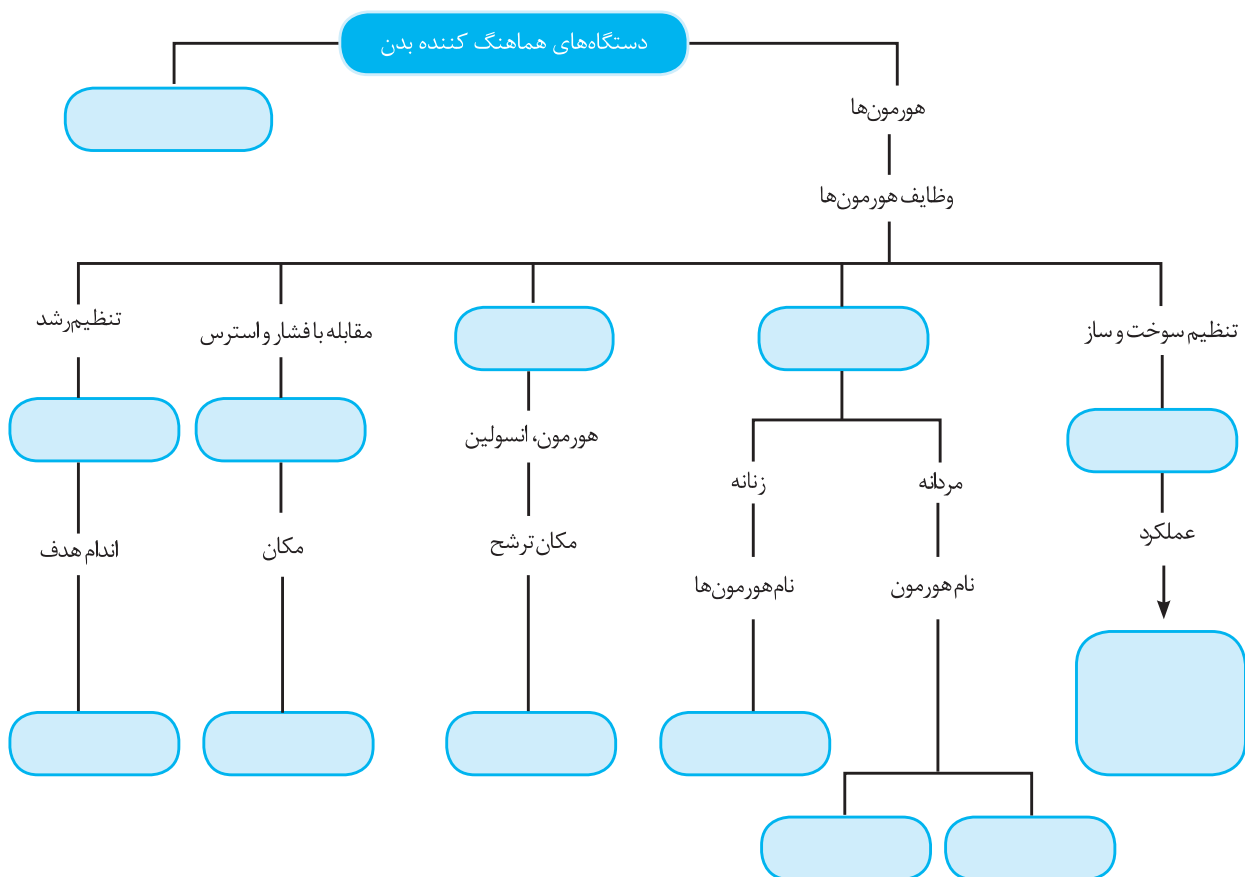 دستگاه‌های هماهنگ کننده بدن
هورمون‌ها
وظایف هورمون‌ها
تنظیم سوخت و ساز
مقابله با فشار و استرس
تنظیم رشد
هورمون، انسولین
مردانه
زنانه
عملکرد
مکان ترشح
مکان
اندام هدف
نام هورمون
نام هورمون‌ها